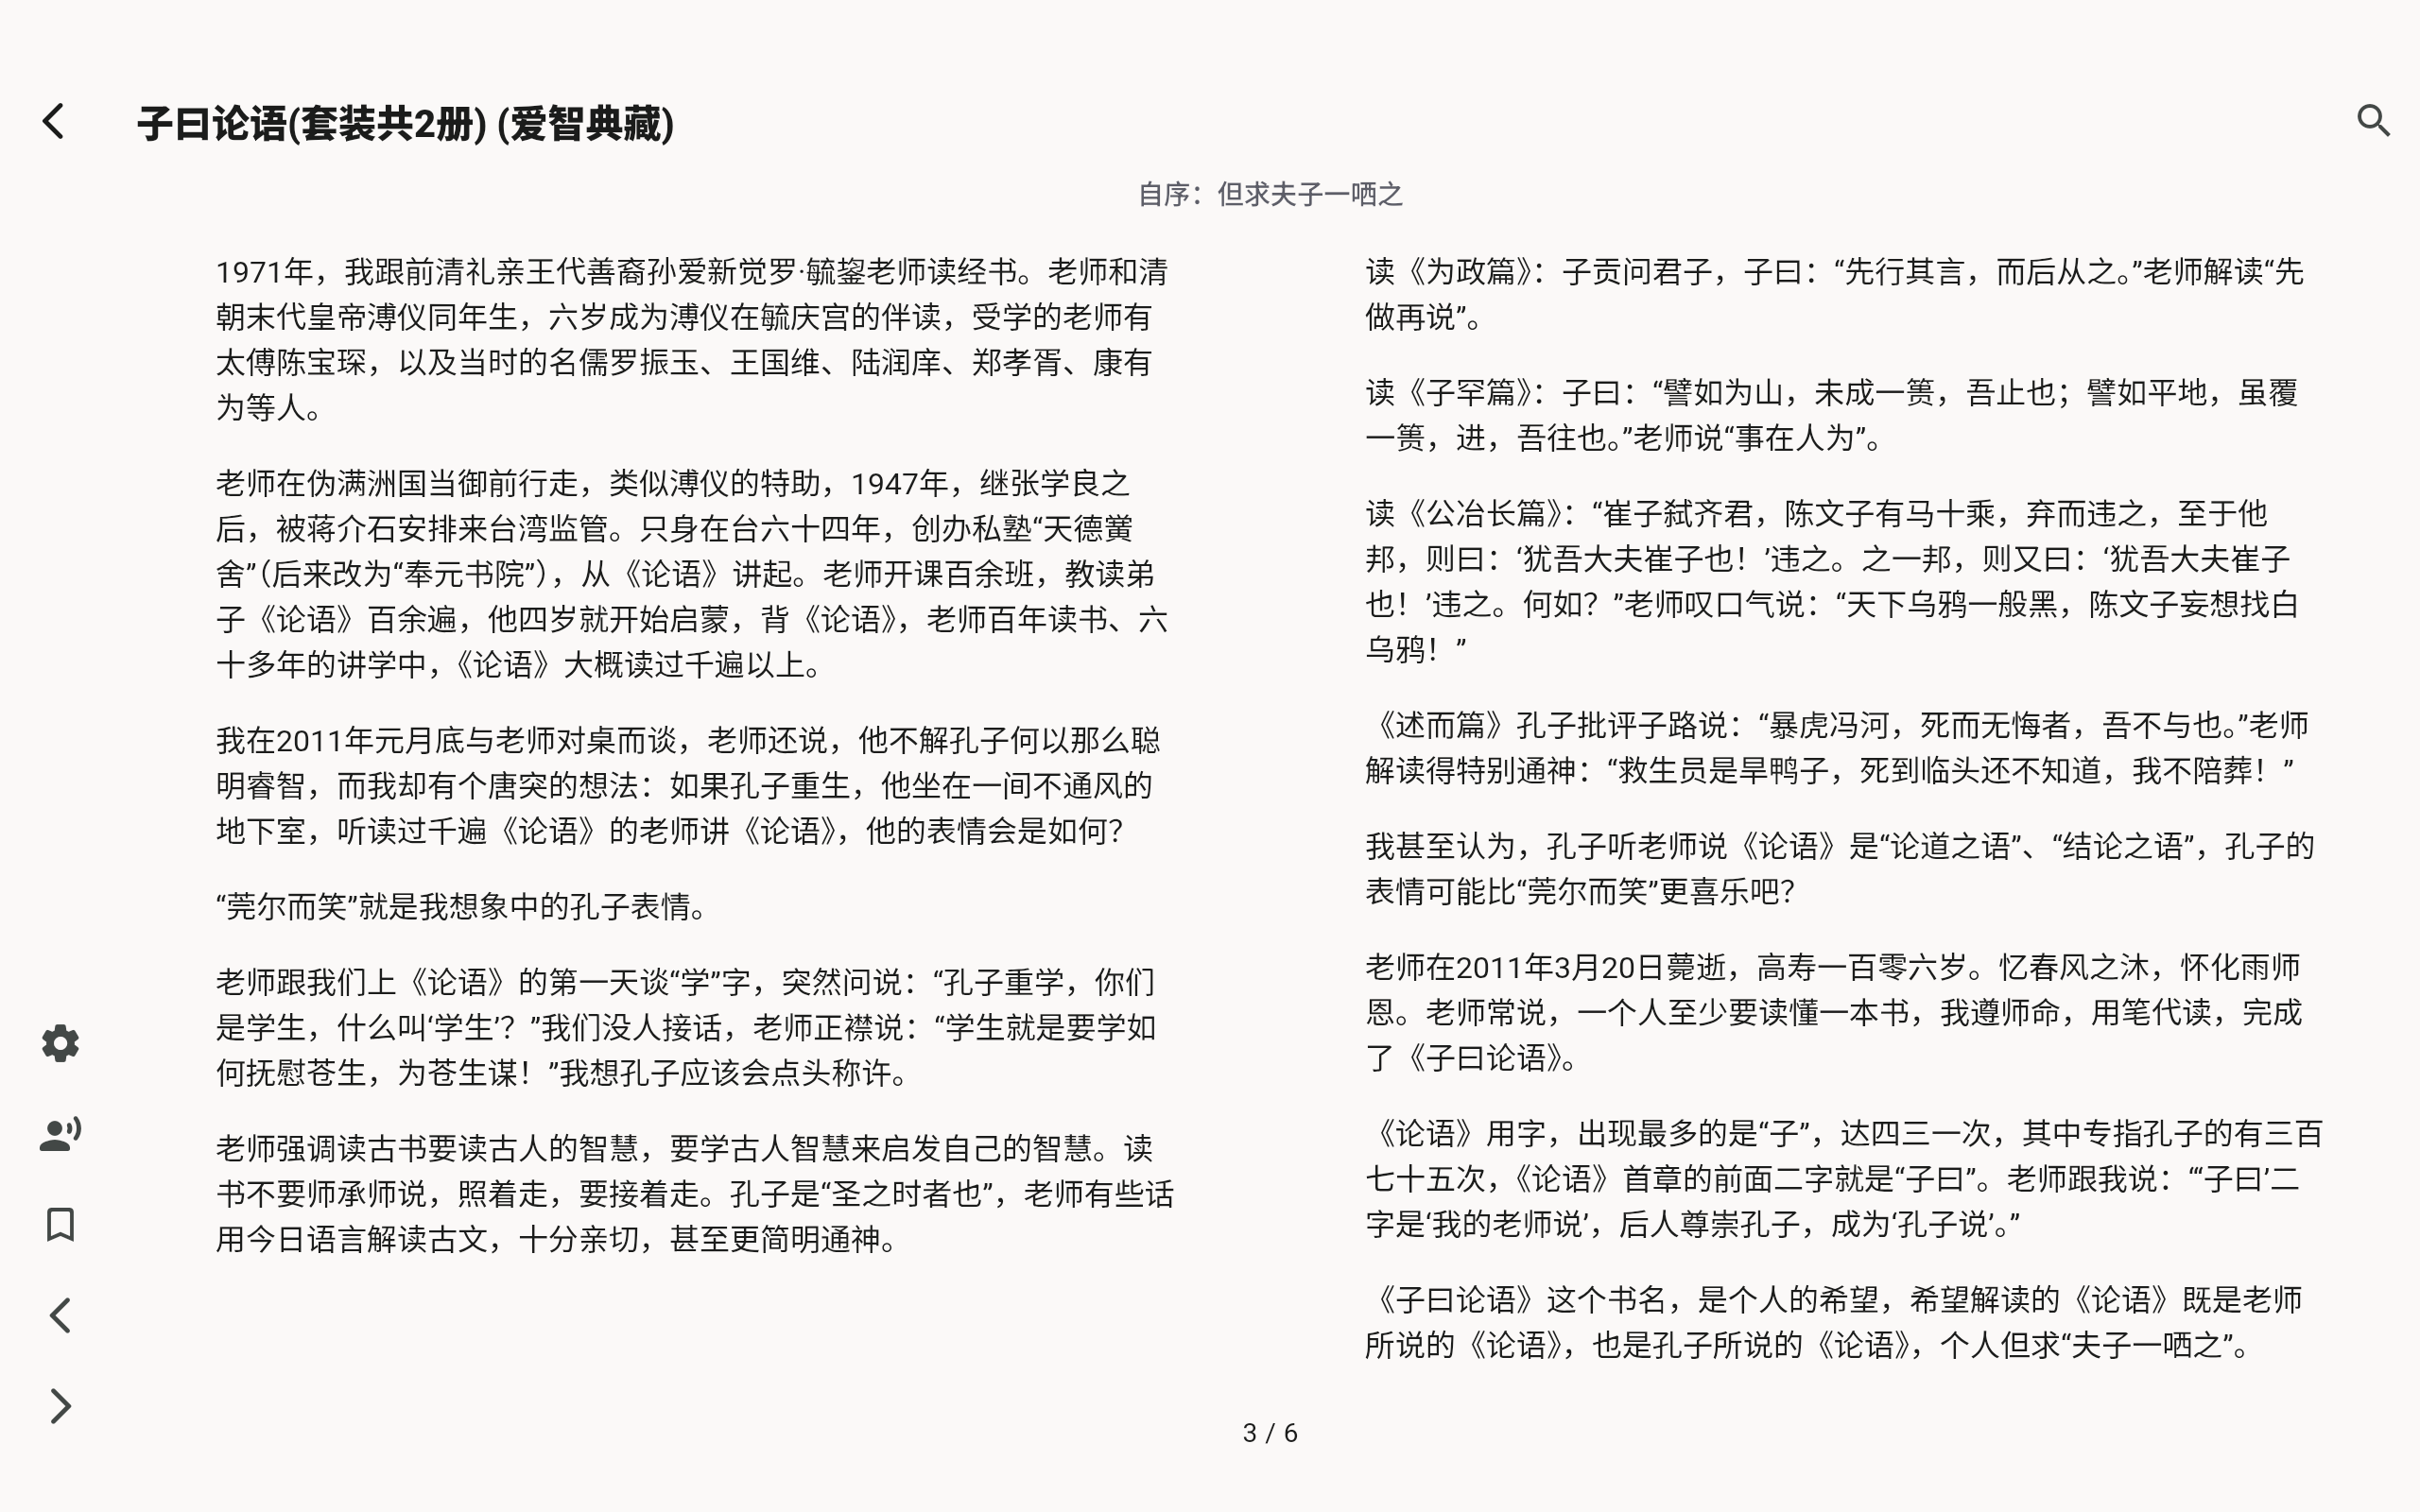 子曰论语(套装共2册) (爱智典藏)
自序：但求夫子一哂之
1971年，我跟前清礼亲王代善裔孙爱新觉罗·毓鋆老师读经书。老师和清
朝末代皇帝溥仪同年生，六岁成为溥仪在毓庆宫的伴读，受学的老师有
太傅陈宝琛，以及当时的名儒罗振玉、王国维、陆润庠、郑孝胥、康有
为等人。
老师在伪满洲国当御前行走，类似溥仪的特助，1947年，继张学良之
后，被蒋介石安排来台湾监管。只身在台六十四年，创办私塾“天德黉
舍”（后来改为“奉元书院”），从《论语》讲起。老师开课百余班，教读弟
子《论语》百余遍，他四岁就开始启蒙，背《论语》，老师百年读书、六
十多年的讲学中，《论语》大概读过千遍以上。
我在2011年元月底与老师对桌而谈，老师还说，他不解孔子何以那么聪
明睿智，而我却有个唐突的想法：如果孔子重生，他坐在一间不通风的
地下室，听读过千遍《论语》的老师讲《论语》，他的表情会是如何？
“莞尔而笑”就是我想象中的孔子表情。
老师跟我们上《论语》的第一天谈“学”字，突然问说：“孔子重学，你们
是学生，什么叫‘学生’？”我们没人接话，老师正襟说：“学生就是要学如
何抚慰苍生，为苍生谋！”我想孔子应该会点头称许。
老师强调读古书要读古人的智慧，要学古人智慧来启发自己的智慧。读
书不要师承师说，照着走，要接着走。孔子是“圣之时者也”，老师有些话
用今日语言解读古文，十分亲切，甚至更简明通神。
读《为政篇》：子贡问君子，子曰：“先行其言，而后从之。”老师解读“先
做再说”。
读《子罕篇》：子曰：“譬如为山，未成一篑，吾止也；譬如平地，虽覆
一篑，进，吾往也。”老师说“事在人为”。
读《公冶长篇》：“崔子弑齐君，陈文子有马十乘，弃而违之，至于他
邦，则曰：‘犹吾大夫崔子也！’违之。之一邦，则又曰：‘犹吾大夫崔子
也！’违之。何如？”老师叹口气说：“天下乌鸦一般黑，陈文子妄想找白
乌鸦！”
《述而篇》孔子批评子路说：“暴虎冯河，死而无悔者，吾不与也。”老师
解读得特别通神：“救生员是旱鸭子，死到临头还不知道，我不陪葬！”
我甚至认为，孔子听老师说《论语》是“论道之语”、“结论之语”，孔子的
表情可能比“莞尔而笑”更喜乐吧？
老师在2011年3月20日薨逝，高寿一百零六岁。忆春风之沐，怀化雨师
恩。老师常说，一个人至少要读懂一本书，我遵师命，用笔代读，完成
了《子曰论语》。
《论语》用字，出现最多的是“子”，达四三一次，其中专指孔子的有三百
七十五次，《论语》首章的前面二字就是“子曰”。老师跟我说：“‘子曰’二
字是‘我的老师说’，后人尊崇孔子，成为‘孔子说’。”
《子曰论语》这个书名，是个人的希望，希望解读的《论语》既是老师
所说的《论语》，也是孔子所说的《论语》，个人但求“夫子一哂之”。
3 / 6